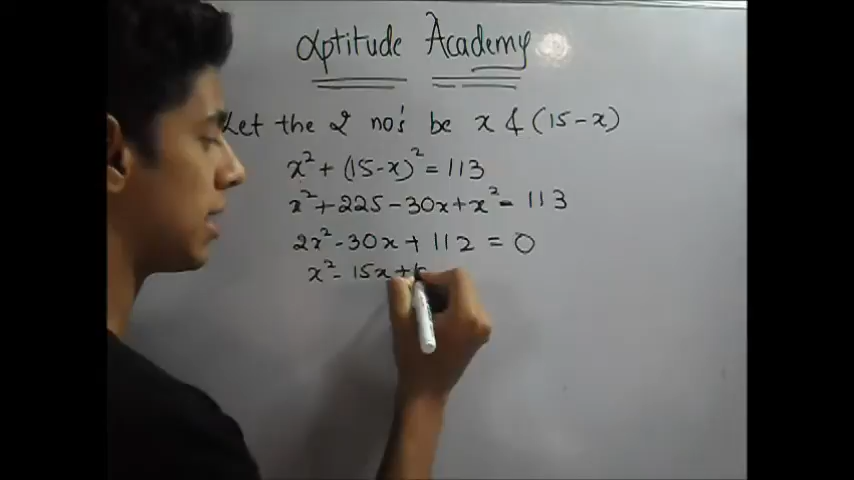 Aptitude Academy
Let the 2 no's be x & (15-x)
x² + (15-x)² = 113
x² + 225 - 30x + x² = 113
2x² - 30x + 112 = 0
x² - 15x +